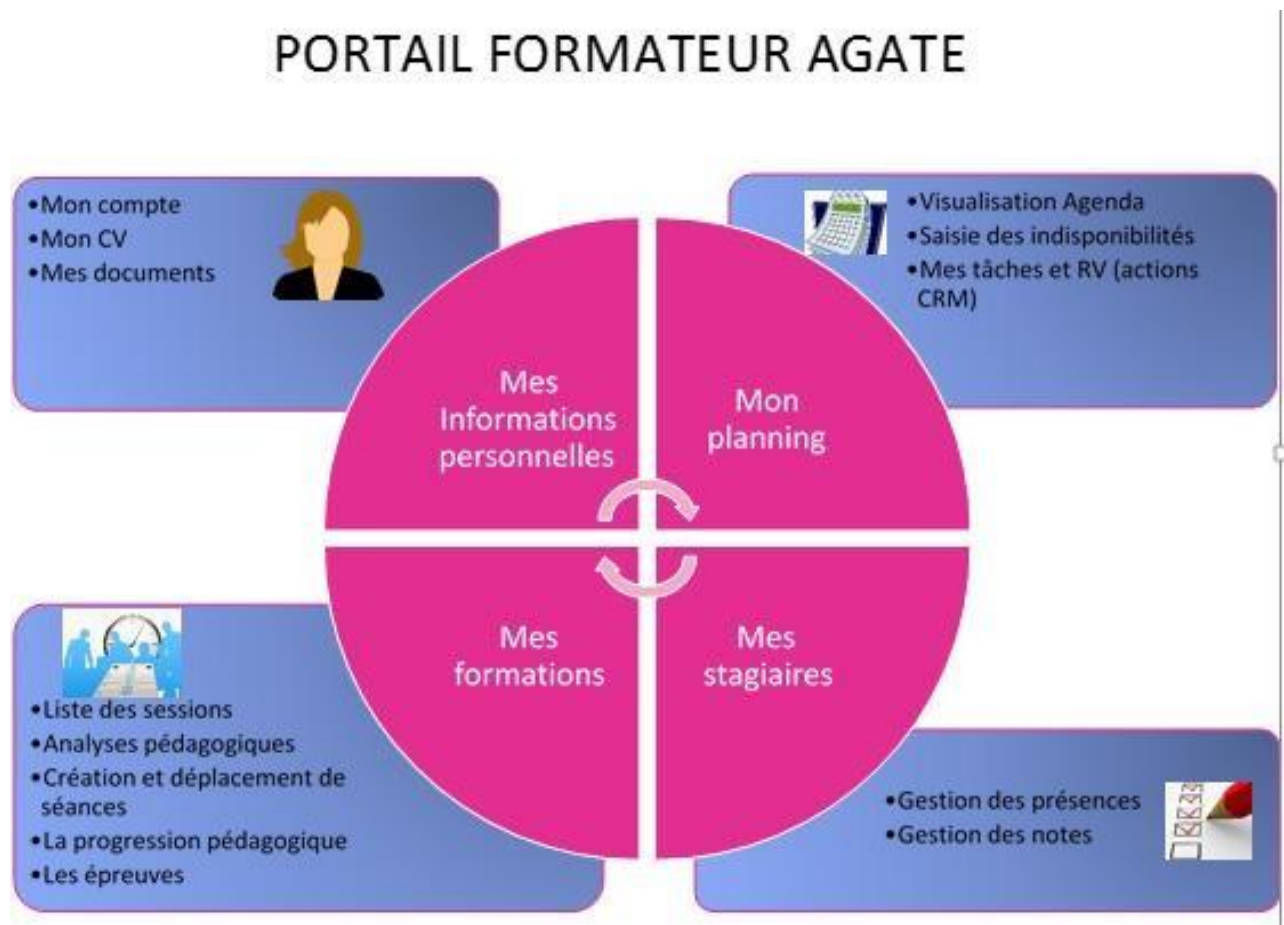 PORTAIL FORMATEUR AGATE
•Mon compte
•Mon CV
•Mes documents
•Visualisation Agenda
•Saisie des indisponibilités
•Mes tâches et RV (actions
CRM)
Mes
Informations
personnelles
Mon
planning
Mes
formations
Mes
stagiaires
•Liste des sessions
•Analyses pédagogiques
•Création et déplacement de
séances
•La progression pédagogique
•Les épreuves
•Gestion des présences
•Gestion des notes